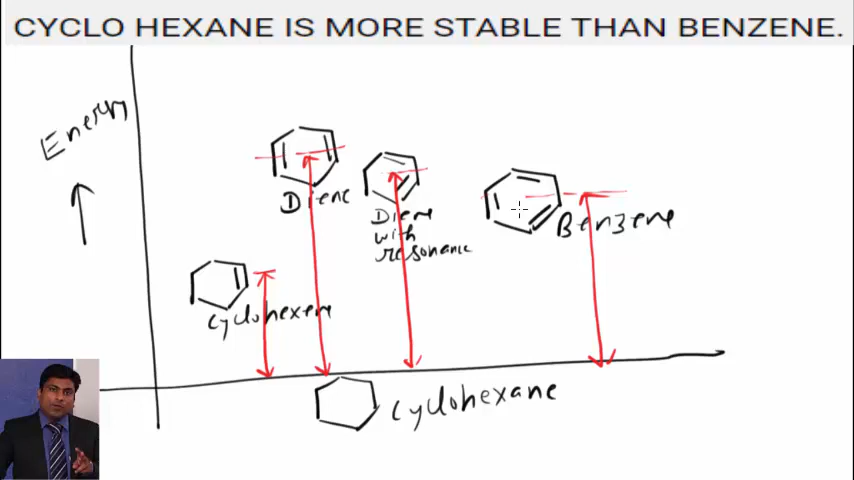 CYCLO HEXANE IS MORE STABLE THAN BENZENE.
Energy
Diene
Diene
with
resonance
Benzene
cyclohexene
cyclohexane